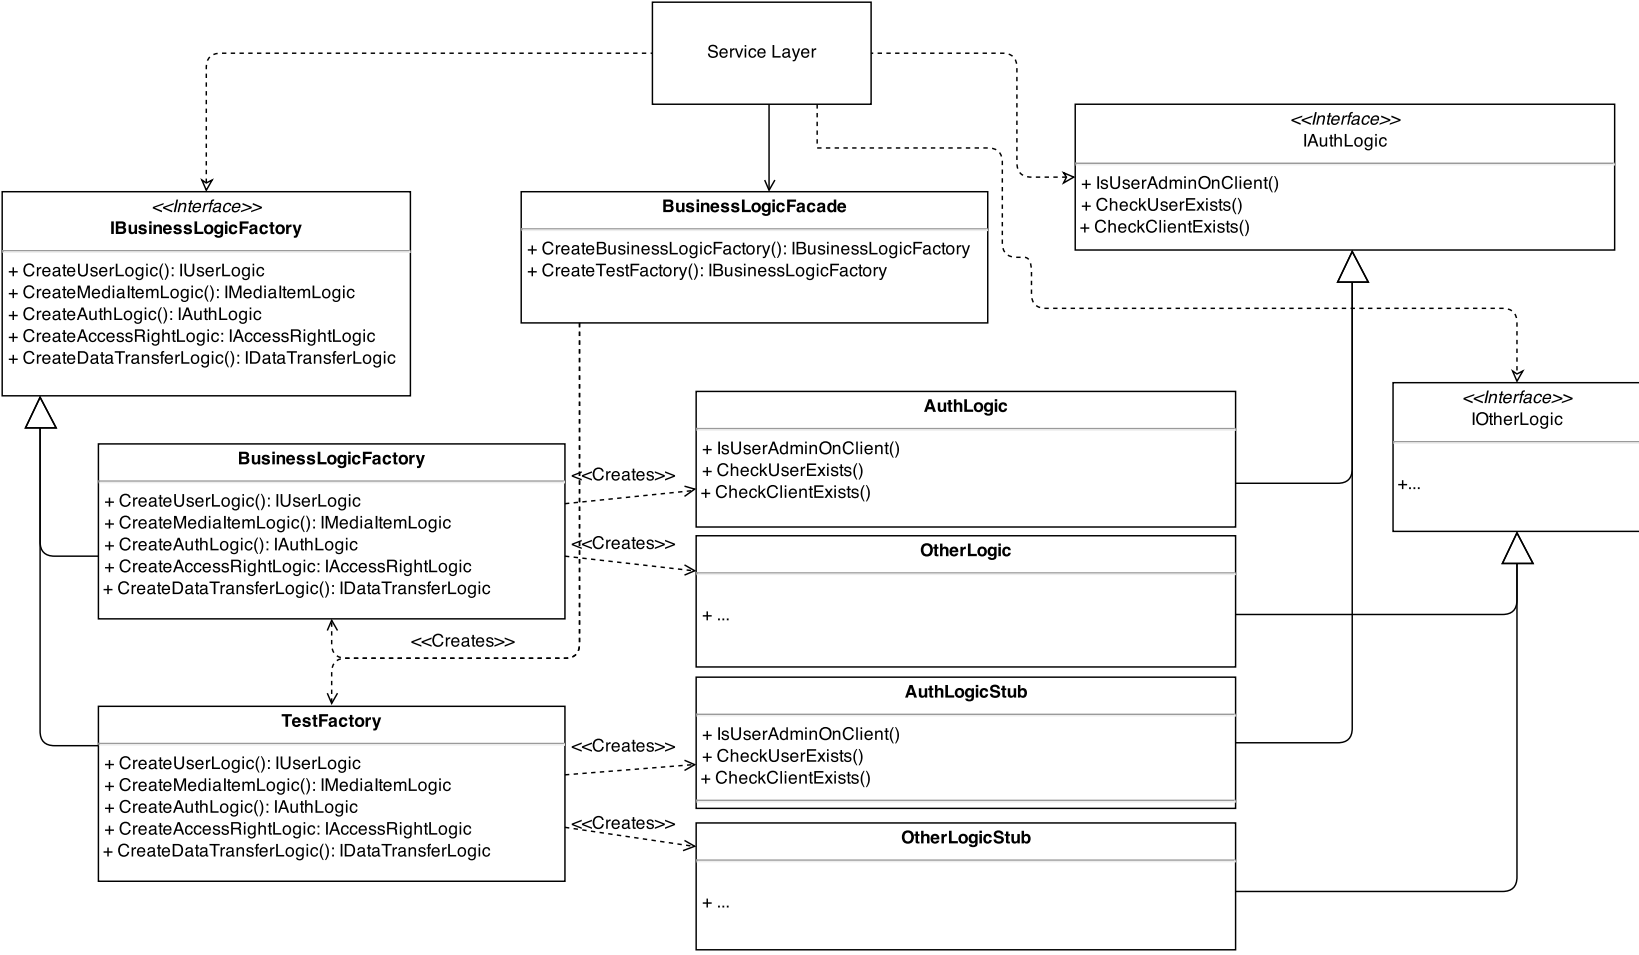 Service Layer
<<Interface>>
IAuthLogic
+ IsUserAdminOnClient()
+ CheckUserExists()
+ CheckClientExists()
<<Interface>>
IBusinessLogicFactory
+ CreateUserLogic(): IUserLogic
+ CreateMediaItemLogic(): IMediaItemLogic
+ CreateAuthLogic(): IAuthLogic
+ CreateAccessRightLogic: IAccessRightLogic
+ CreateDataTransferLogic(): IDataTransferLogic
BusinessLogicFacade
+ CreateBusinessLogicFactory(): IBusinessLogicFactory
+ CreateTestFactory(): IBusinessLogicFactory
<<Interface>>
IOtherLogic
+...
BusinessLogicFactory
+ CreateUserLogic(): IUserLogic
+ CreateMediaItemLogic(): IMediaItemLogic
+ CreateAuthLogic(): IAuthLogic
+ CreateAccessRightLogic: IAccessRightLogic
+ CreateDataTransferLogic(): IDataTransferLogic
<<Creates>>
<<Creates>>
<<Creates>>
AuthLogic
+ IsUserAdminOnClient()
+ CheckUserExists()
+ CheckClientExists()
OtherLogic
+ ...
TestFactory
+ CreateUserLogic(): IUserLogic
+ CreateMediaItemLogic(): IMediaItemLogic
+ CreateAuthLogic(): IAuthLogic
+ CreateAccessRightLogic: IAccessRightLogic
+ CreateDataTransferLogic(): IDataTransferLogic
<<Creates>>
<<Creates>>
AuthLogicStub
+ IsUserAdminOnClient()
+ CheckUserExists()
+ CheckClientExists()
OtherLogicStub
+ ...